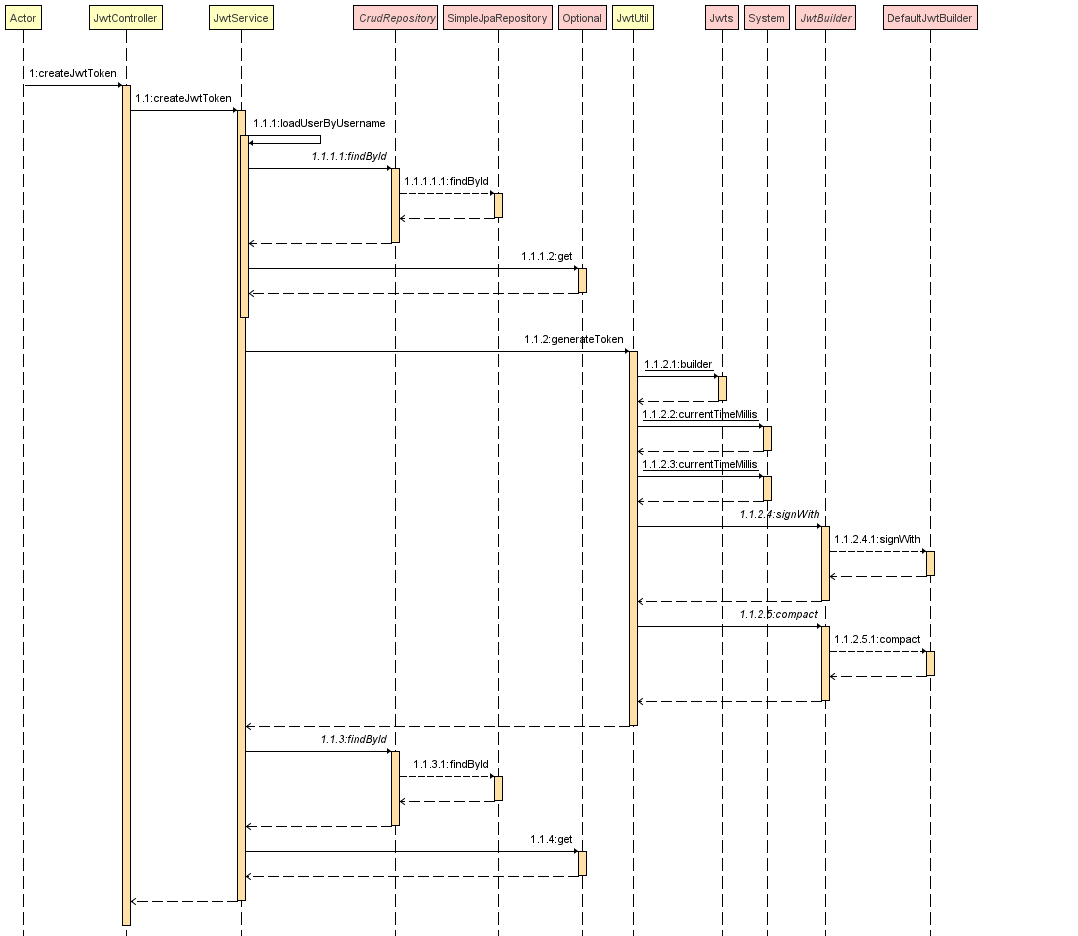 Actor JwtController JwtService CrudRepository SimpleJpaRepository Optional JwtUtil Jwts System JwtBuilder DefaultJwtBuilder
1:createJwtToken
1.1:createJwtToken
1.1.1:loadUserByUsername
1.1.1.1:findById
1.1.1.1.1:findById
1.1.1.2:get
1.1.2:generateToken
1.1.2.1:builder
1.1.2.2:currentTimeMillis
1.1.2.3:currentTimeMillis
1.1.2.4:signWith
1.1.2.4.1:signWith
1.1.2.5:compact
1.1.2.5.1:compact
1.1.3:findById
1.1.3.1:findById
1.1.4:get